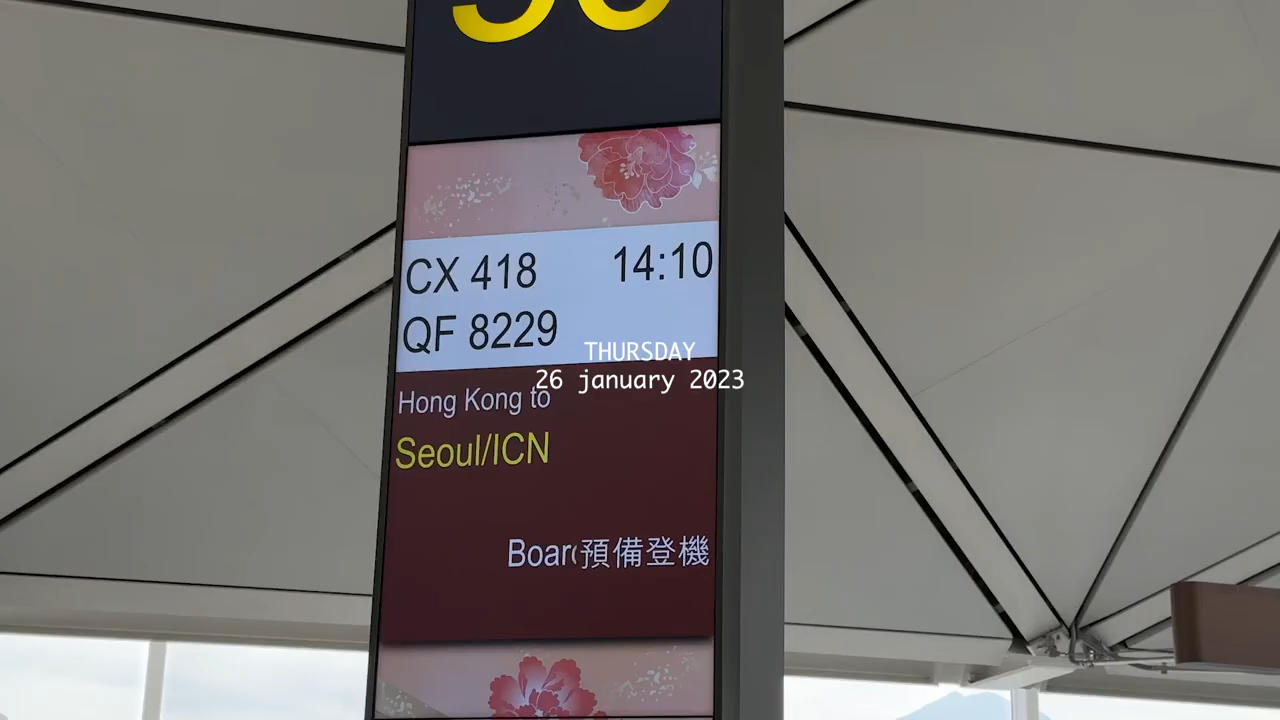 CX 418 14:10
QF 8229
THURSDAY
26 january 2023
Hong Kong to
Seoul/ICN
預備登機